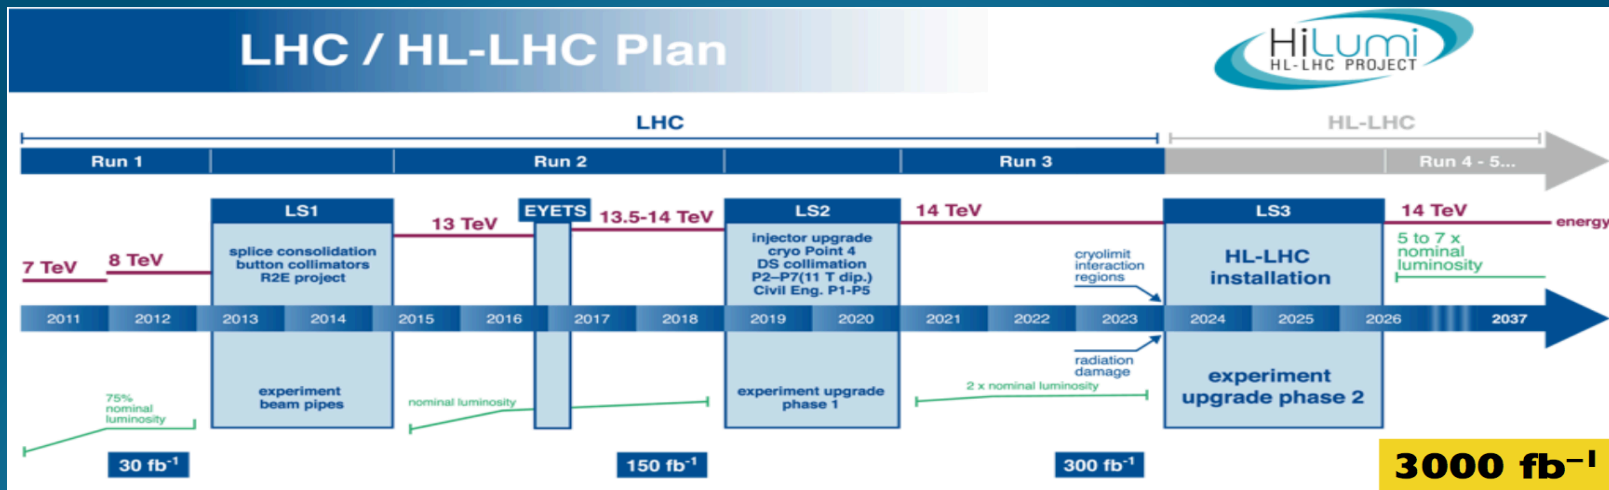 LHC / HL-LHC Plan
HiLumi
HL-LHC PROJECT
LHC
HL-LHC
Run 1
Run 2
Run 3
Run 4 - 5...
LS1
EYETS
LS2
LS3
7 TeV
8 TeV
13 TeV
13.5-14 TeV
14 TeV
14 TeV
energy
splice consolidation
button collimators
R2E project
injector upgrade
cryo Point 4
DS collimation
P2–P7(11 T dip.)
Civil Eng. P1-P5
cryolimit
interaction
regions
HL-LHC
installation
5 to 7 x
nominal
luminosity
2011 2012 2013 2014 2015 2016 2017 2018 2019 2020 2021 2022 2023 2024 2025 2026 2037
radiation
damage
75%
nominal
luminosity
experiment
beam pipes
nominal luminosity
experiment upgrade
phase 1
2 x nominal luminosity
experiment
upgrade phase 2
30 fb⁻¹
150 fb⁻¹
300 fb⁻¹
3000 fb⁻¹